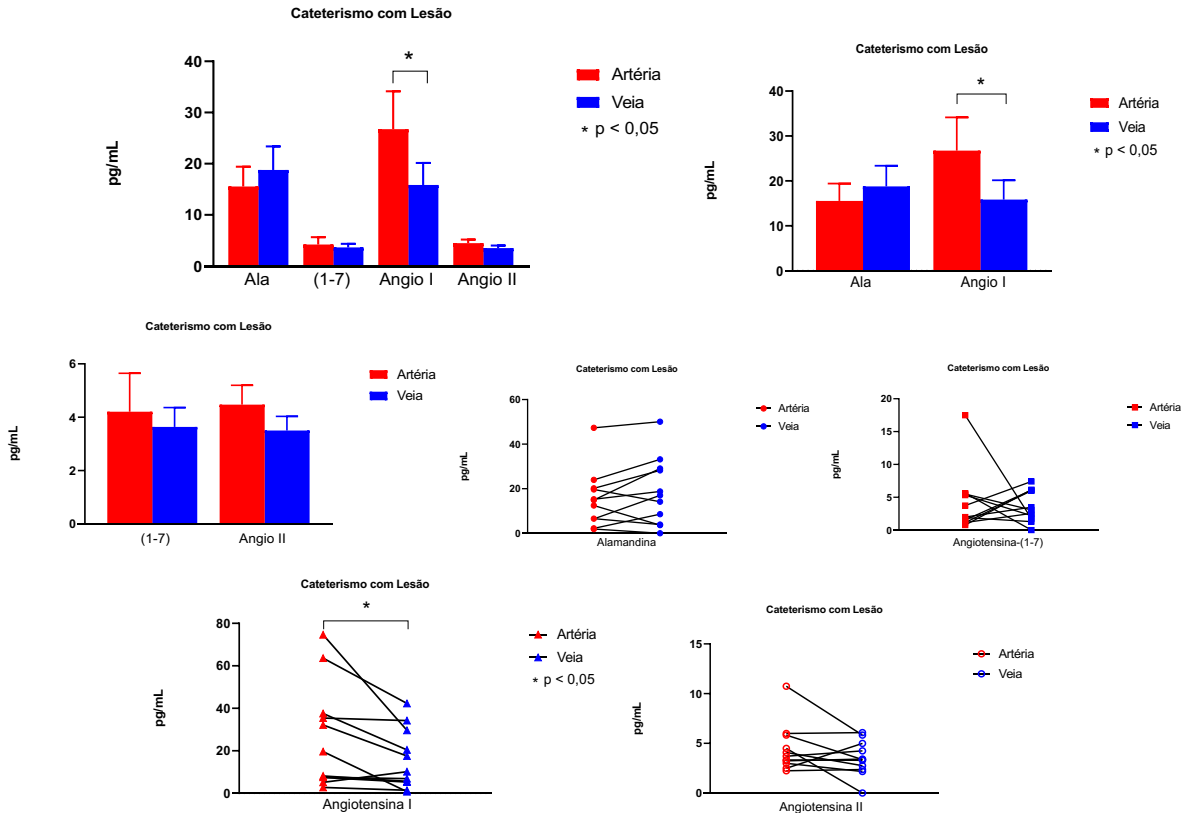 Cateterismo com Lesão
pg/mL
40
30
20
10
0
Ala
(1-7)
Angio I
Angio II
*
Artéria
Veia
* p < 0,05
Cateterismo com Lesão
pg/mL
40
30
20
10
0
Ala
Angio I
*
Artéria
Veia
* p < 0,05
Cateterismo com Lesão
pg/mL
6
4
2
0
(1-7)
Angio II
Artéria
Veia
Cateterismo com Lesão
pg/mL
60
40
20
0
Alamandina
Artéria
Veia
Cateterismo com Lesão
pg/mL
20
15
10
5
0
Angiotensina-(1-7)
Artéria
Veia
Cateterismo com Lesão
pg/mL
80
60
40
20
0
Angiotensina I
*
Artéria
Veia
* p < 0,05
Cateterismo com Lesão
pg/mL
15
10
5
0
Angiotensina II
Artéria
Veia